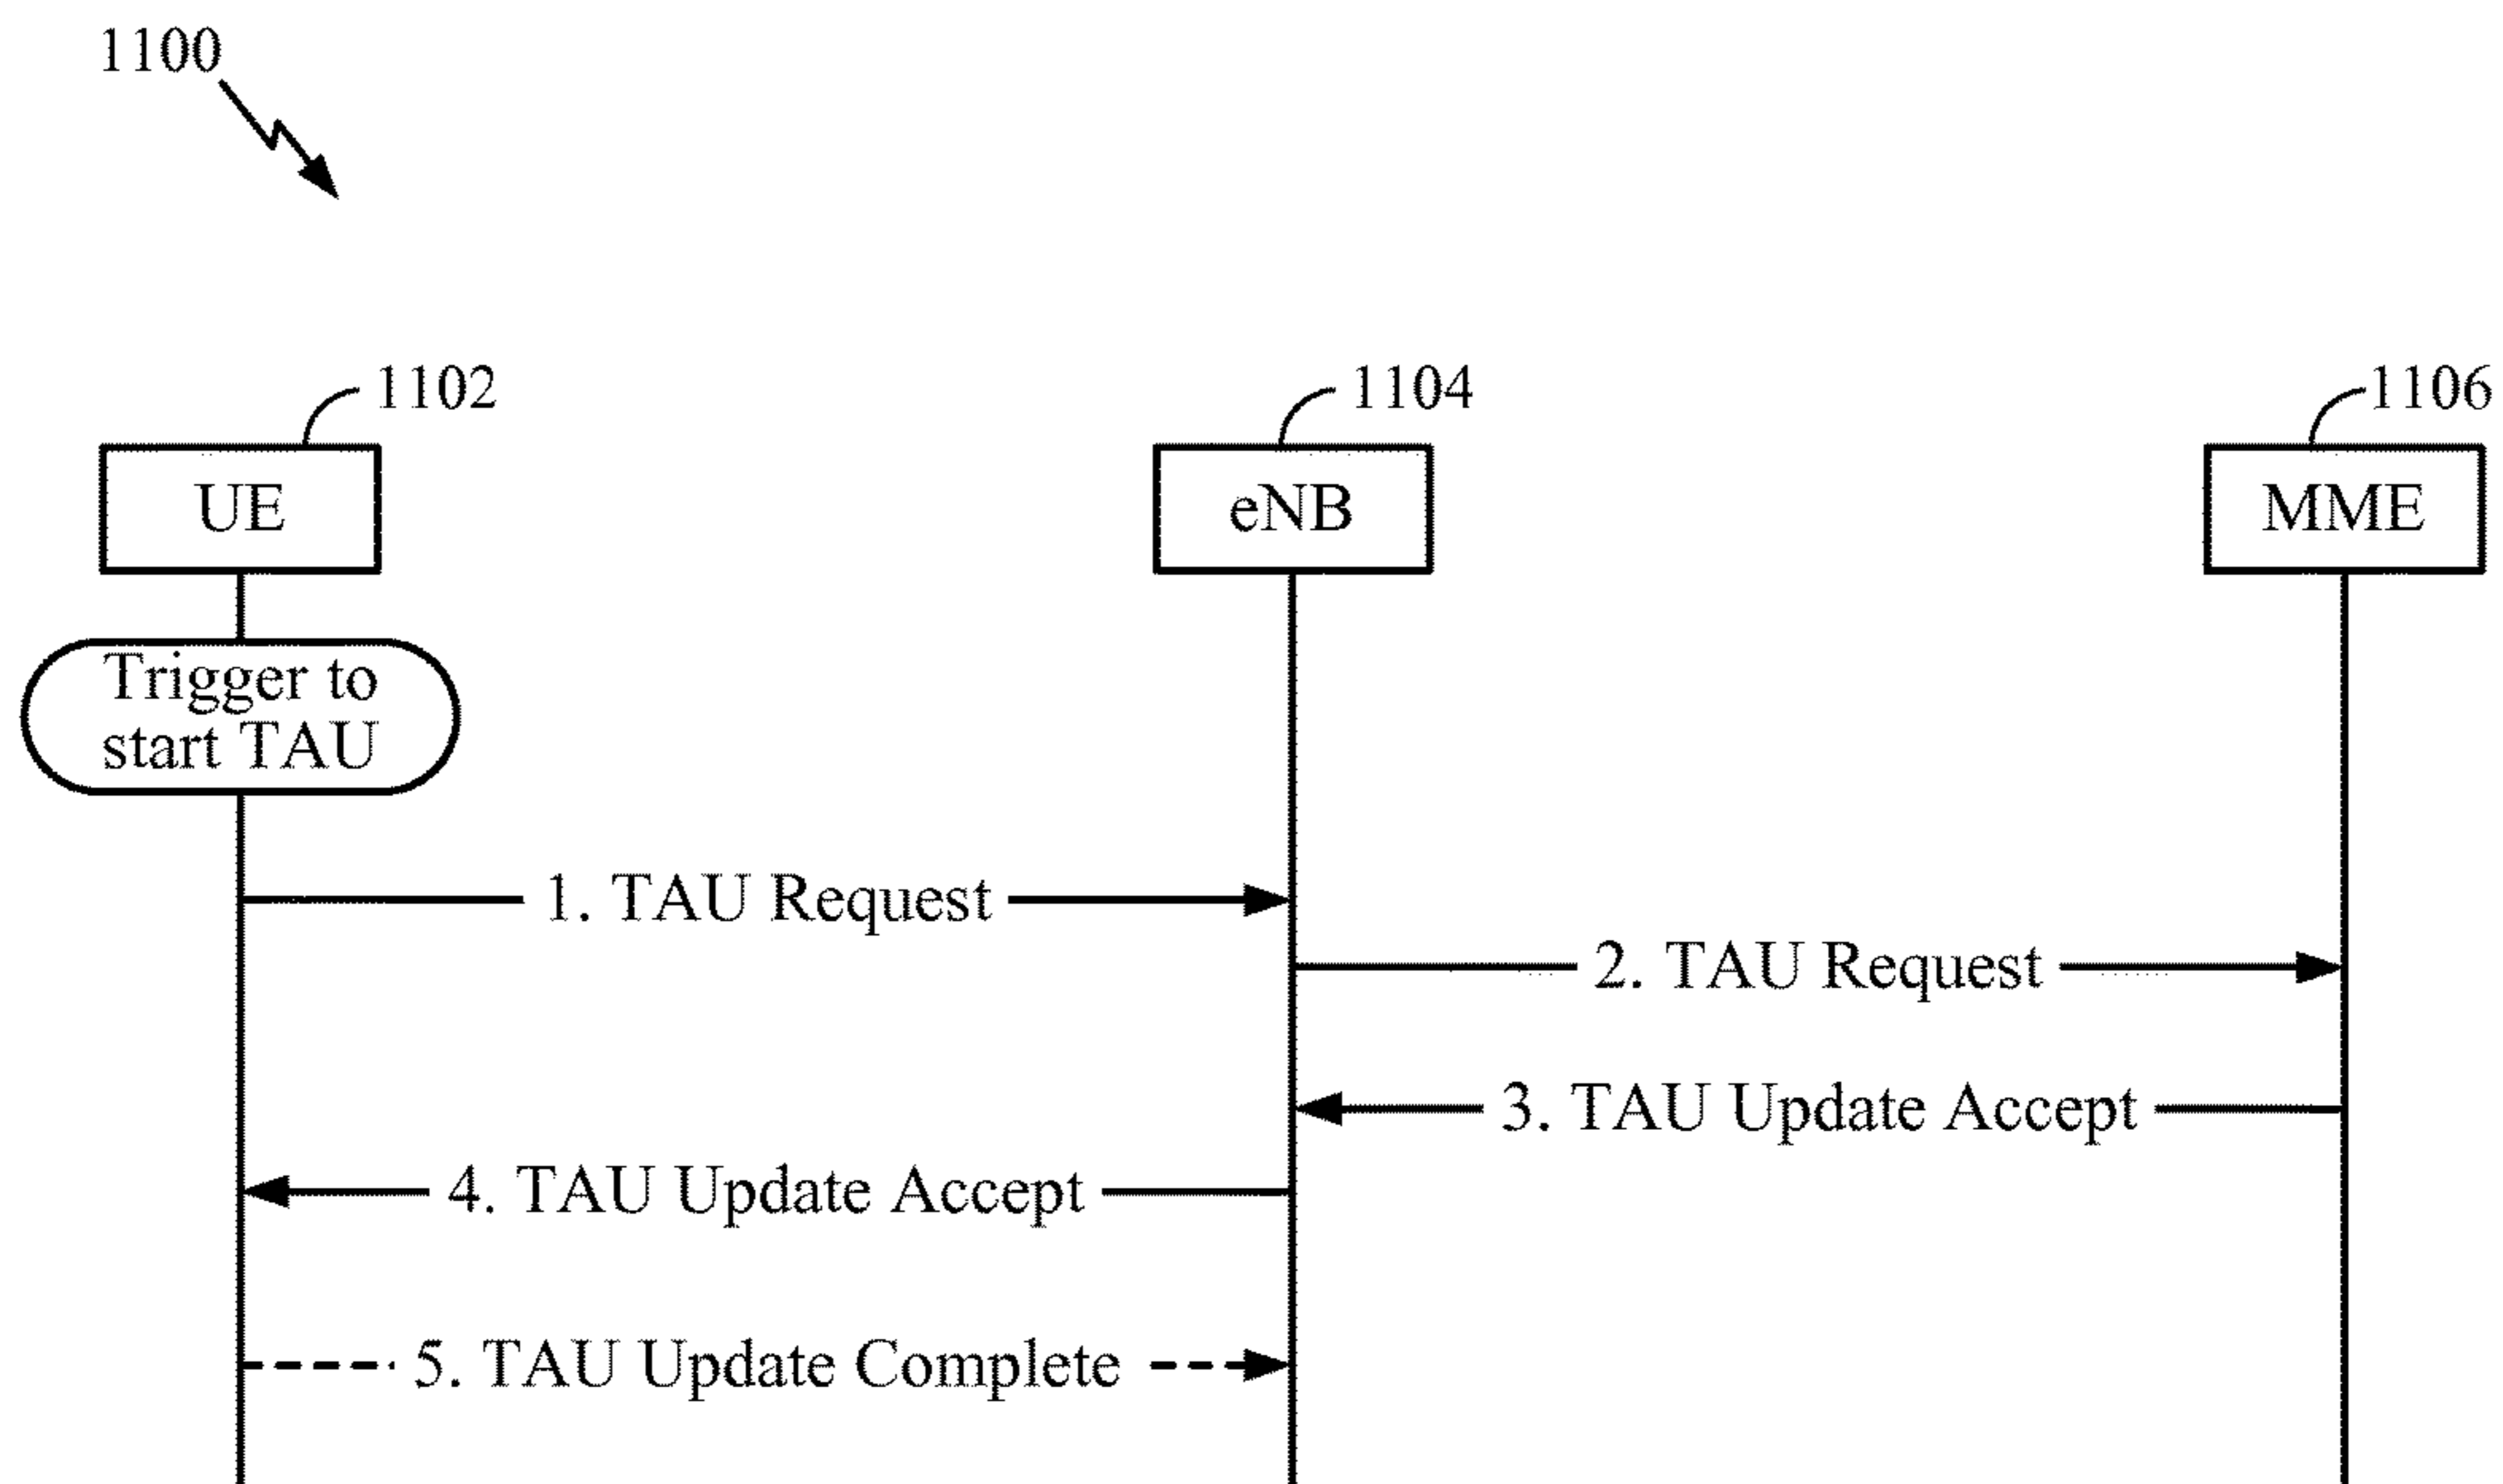 1100
1102
1104
1106
UE
eNB
MME
Trigger to
start TAU
1. TAU Request
2. TAU Request
3. TAU Update Accept
4. TAU Update Accept
5. TAU Update Complete